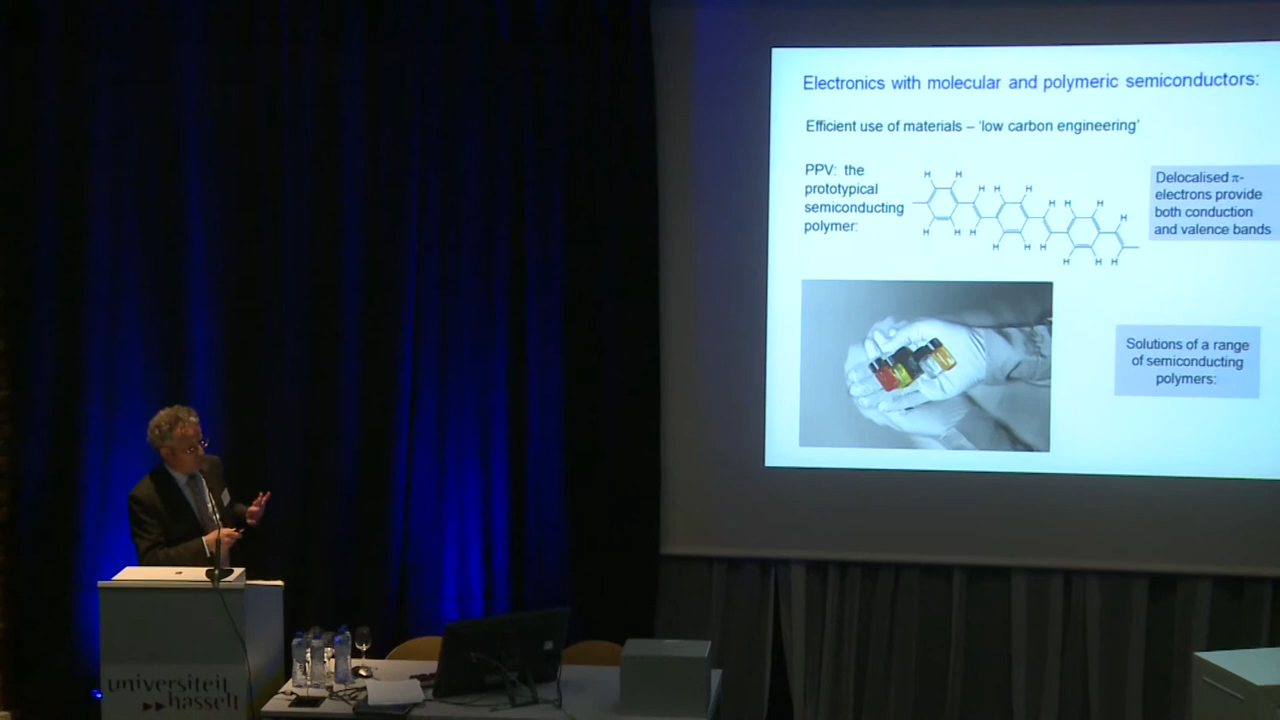 Electronics with molecular and polymeric semiconductors:
Efficient use of materials – 'low carbon engineering'
PPV: the
prototypical
semiconducting
polymer:
H H H H H H H H
H H H H H H H H H H
Delocalised π-
electrons provide
both conduction
and valence bands
Solutions of a range
of semiconducting
polymers:
universiteit
hasselt